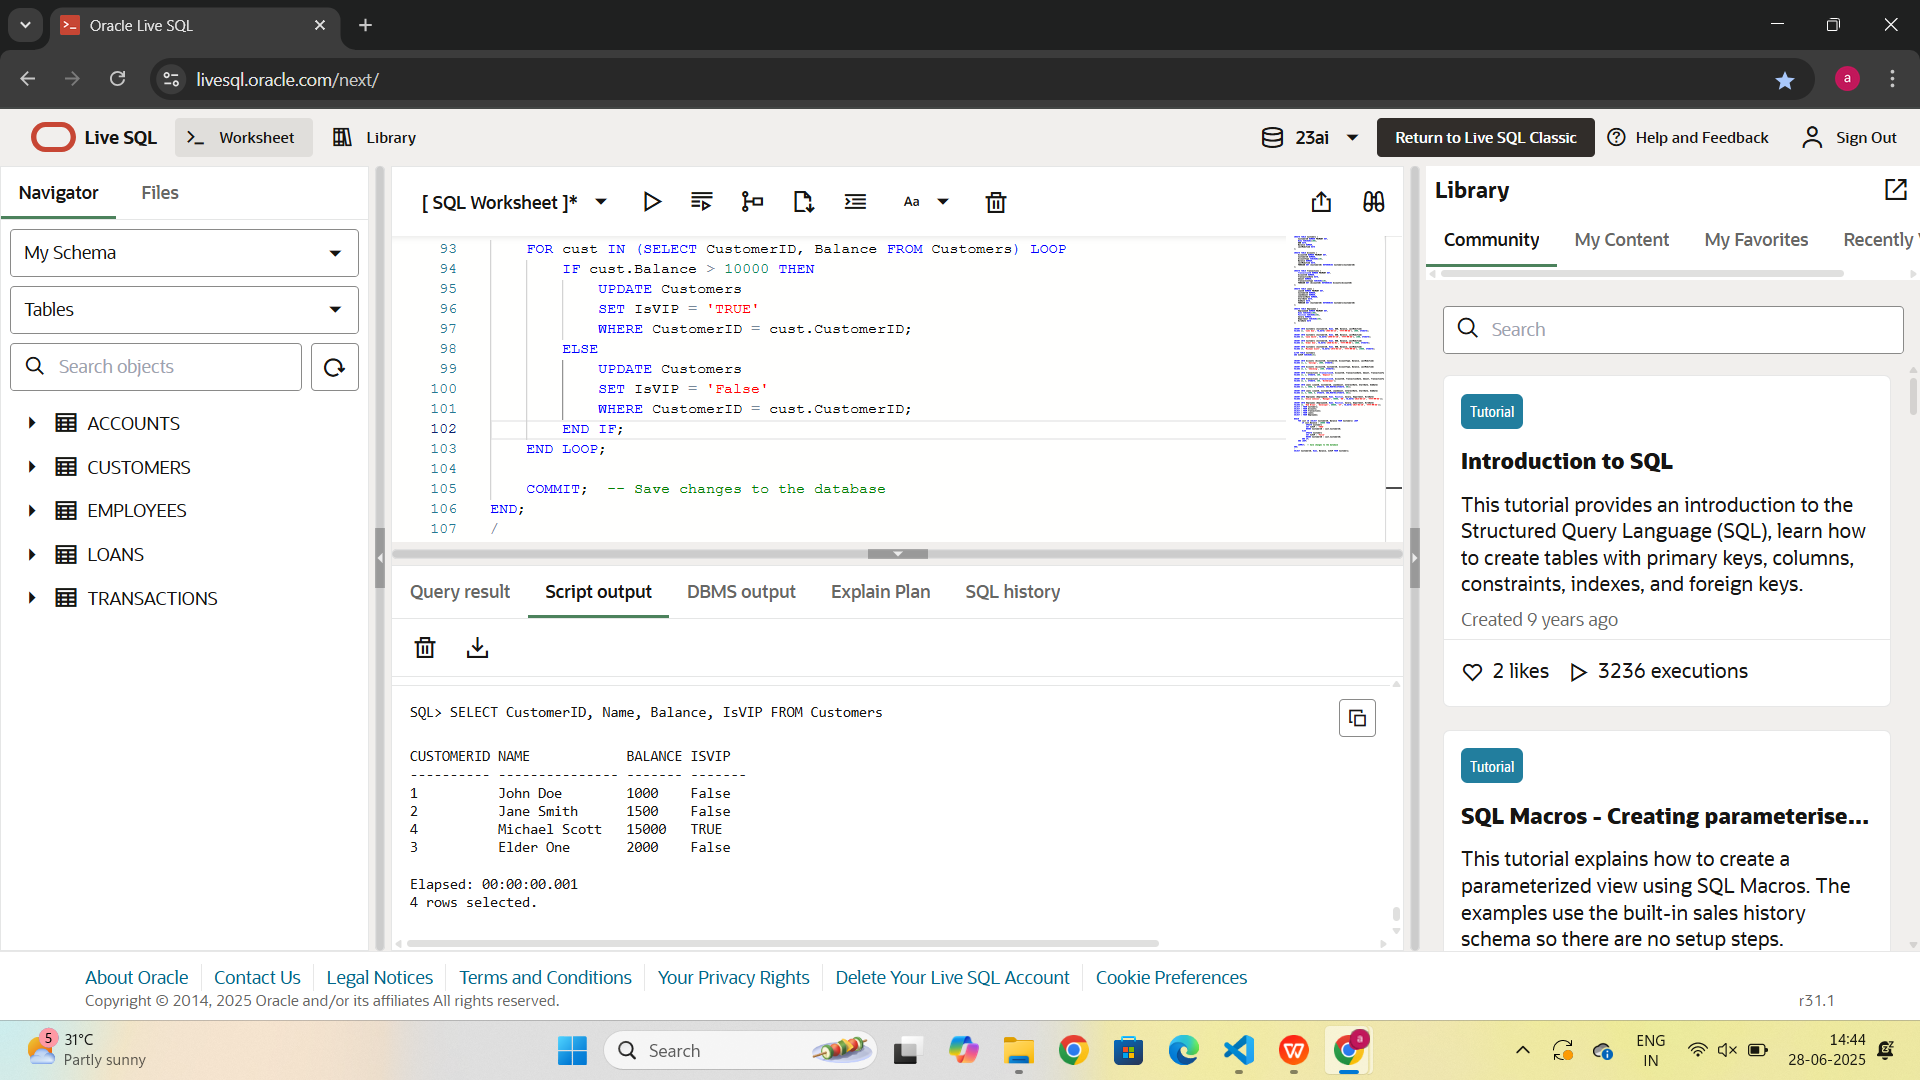 Oracle Live SQL
livesql.oracle.com/next/
a
Live SQL
Worksheet
Library
23ai
Return to Live SQL Classic
Help and Feedback
Sign Out
Navigator
Files
My Schema
Tables
Search objects
ACCOUNTS
CUSTOMERS
EMPLOYEES
LOANS
TRANSACTIONS
[ SQL Worksheet ]*
Aa
93 FOR cust IN (SELECT CustomerID, Balance FROM Customers) LOOP
94 IF cust.Balance > 10000 THEN
95 UPDATE Customers
96 SET IsVIP = 'TRUE'
97 WHERE CustomerID = cust.CustomerID;
98 ELSE
99 UPDATE Customers
100 SET IsVIP = 'False'
101 WHERE CustomerID = cust.CustomerID;
102 END IF;
103 END LOOP;
104
105 COMMIT; -- Save changes to the database
106 END;
107 /
Query result
Script output
DBMS output
Explain Plan
SQL history
SQL> SELECT CustomerID, Name, Balance, IsVIP FROM Customers
CUSTOMERID NAME BALANCE ISVIP
---------- --------------- ------- -------
1 John Doe 1000 False
2 Jane Smith 1500 False
4 Michael Scott 15000 TRUE
3 Elder One 2000 False
Elapsed: 00:00:00.001
4 rows selected.
Library
Community
My Content
My Favorites
Recently
Search
Tutorial
Introduction to SQL
This tutorial provides an introduction to the
Structured Query Language (SQL), learn how
to create tables with primary keys, columns,
constraints, indexes, and foreign keys.
Created 9 years ago
2 likes
3236 executions
Tutorial
SQL Macros - Creating parameterise...
This tutorial explains how to create a
parameterized view using SQL Macros. The
examples use the built-in sales history
schema so there are no setup steps.
About Oracle
Contact Us
Legal Notices
Terms and Conditions
Your Privacy Rights
Delete Your Live SQL Account
Cookie Preferences
Copyright © 2014, 2025 Oracle and/or its affiliates All rights reserved.
r31.1
5
31°C
Partly sunny
Search
a
ENG
IN
14:44
28-06-2025